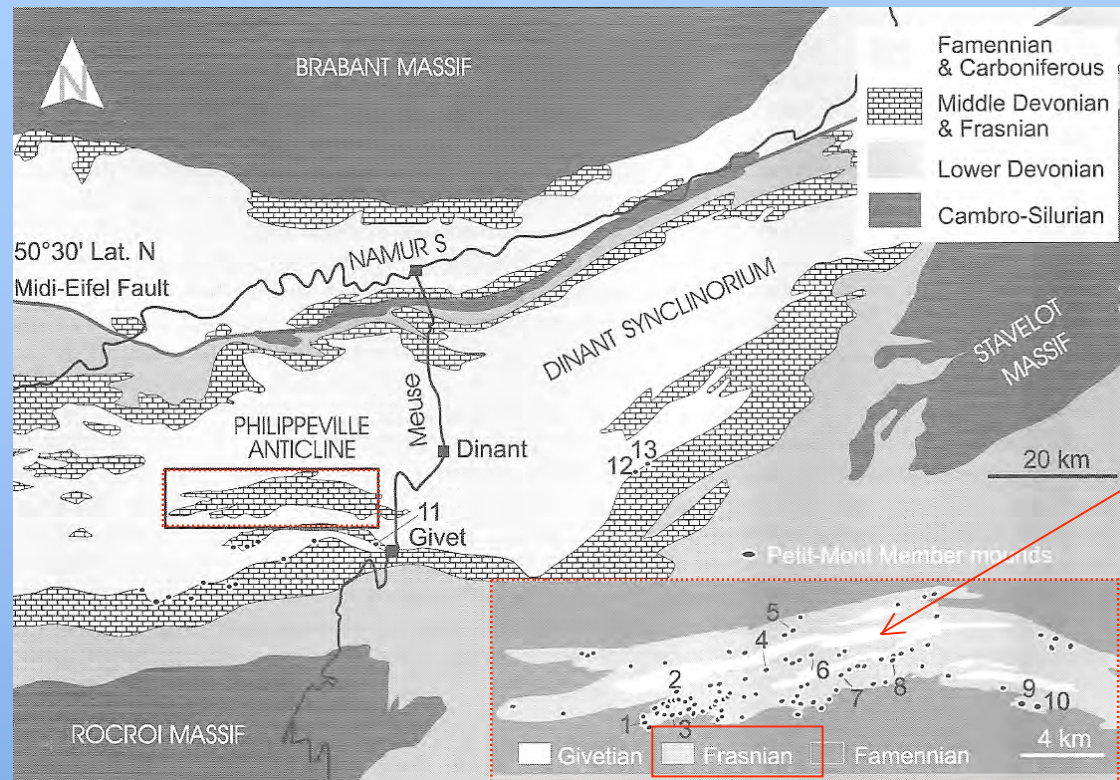 N
BRABANT MASSIF
Famennian
& Carboniferous
Middle Devonian
& Frasnian
Lower Devonian
Cambro-Silurian
50°30' Lat. N
Midi-Eifel Fault
NAMUR S
DINANT SYNCLINORIUM
STAVELOT
MASSIF
PHILIPPEVILLE
ANTICLINE
Meuse
Dinant
13
12
20 km
11
Givet
Petit-Mont Member mounds
5
4
6
2
7
8
9
10
1
3
ROCROI MASSIF
Givetian
Frasnian
Famennian
4 km